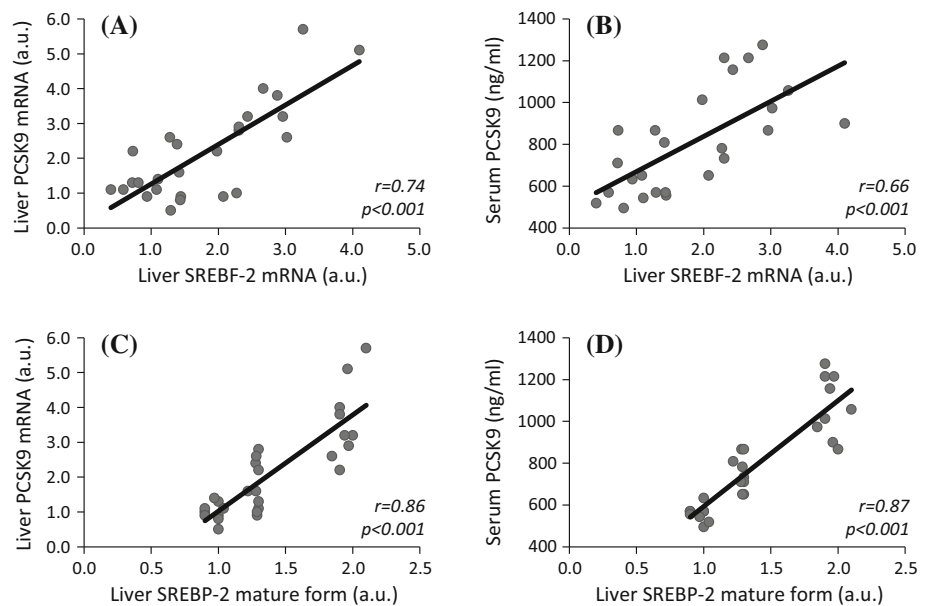 (A)
Liver PCSK9 mRNA (a.u.)
6.0
5.0
4.0
3.0
2.0
1.0
0.0
0.0 1.0 2.0 3.0 4.0 5.0
r=0.74
p<0.001
Liver SREBF-2 mRNA (a.u.)
(B)
Serum PCSK9 (ng/ml)
1400
1200
1000
800
600
400
0.0 1.0 2.0 3.0 4.0 5.0
r=0.66
p<0.001
Liver SREBF-2 mRNA (a.u.)
(C)
Liver PCSK9 mRNA (a.u.)
6.0
5.0
4.0
3.0
2.0
1.0
0.0
0.0 0.5 1.0 1.5 2.0 2.5
r=0.86
p<0.001
Liver SREBP-2 mature form (a.u.)
(D)
Serum PCSK9 (ng/ml)
1400
1200
1000
800
600
400
0.0 0.5 1.0 1.5 2.0 2.5
r=0.87
p<0.001
Liver SREBP-2 mature form (a.u.)